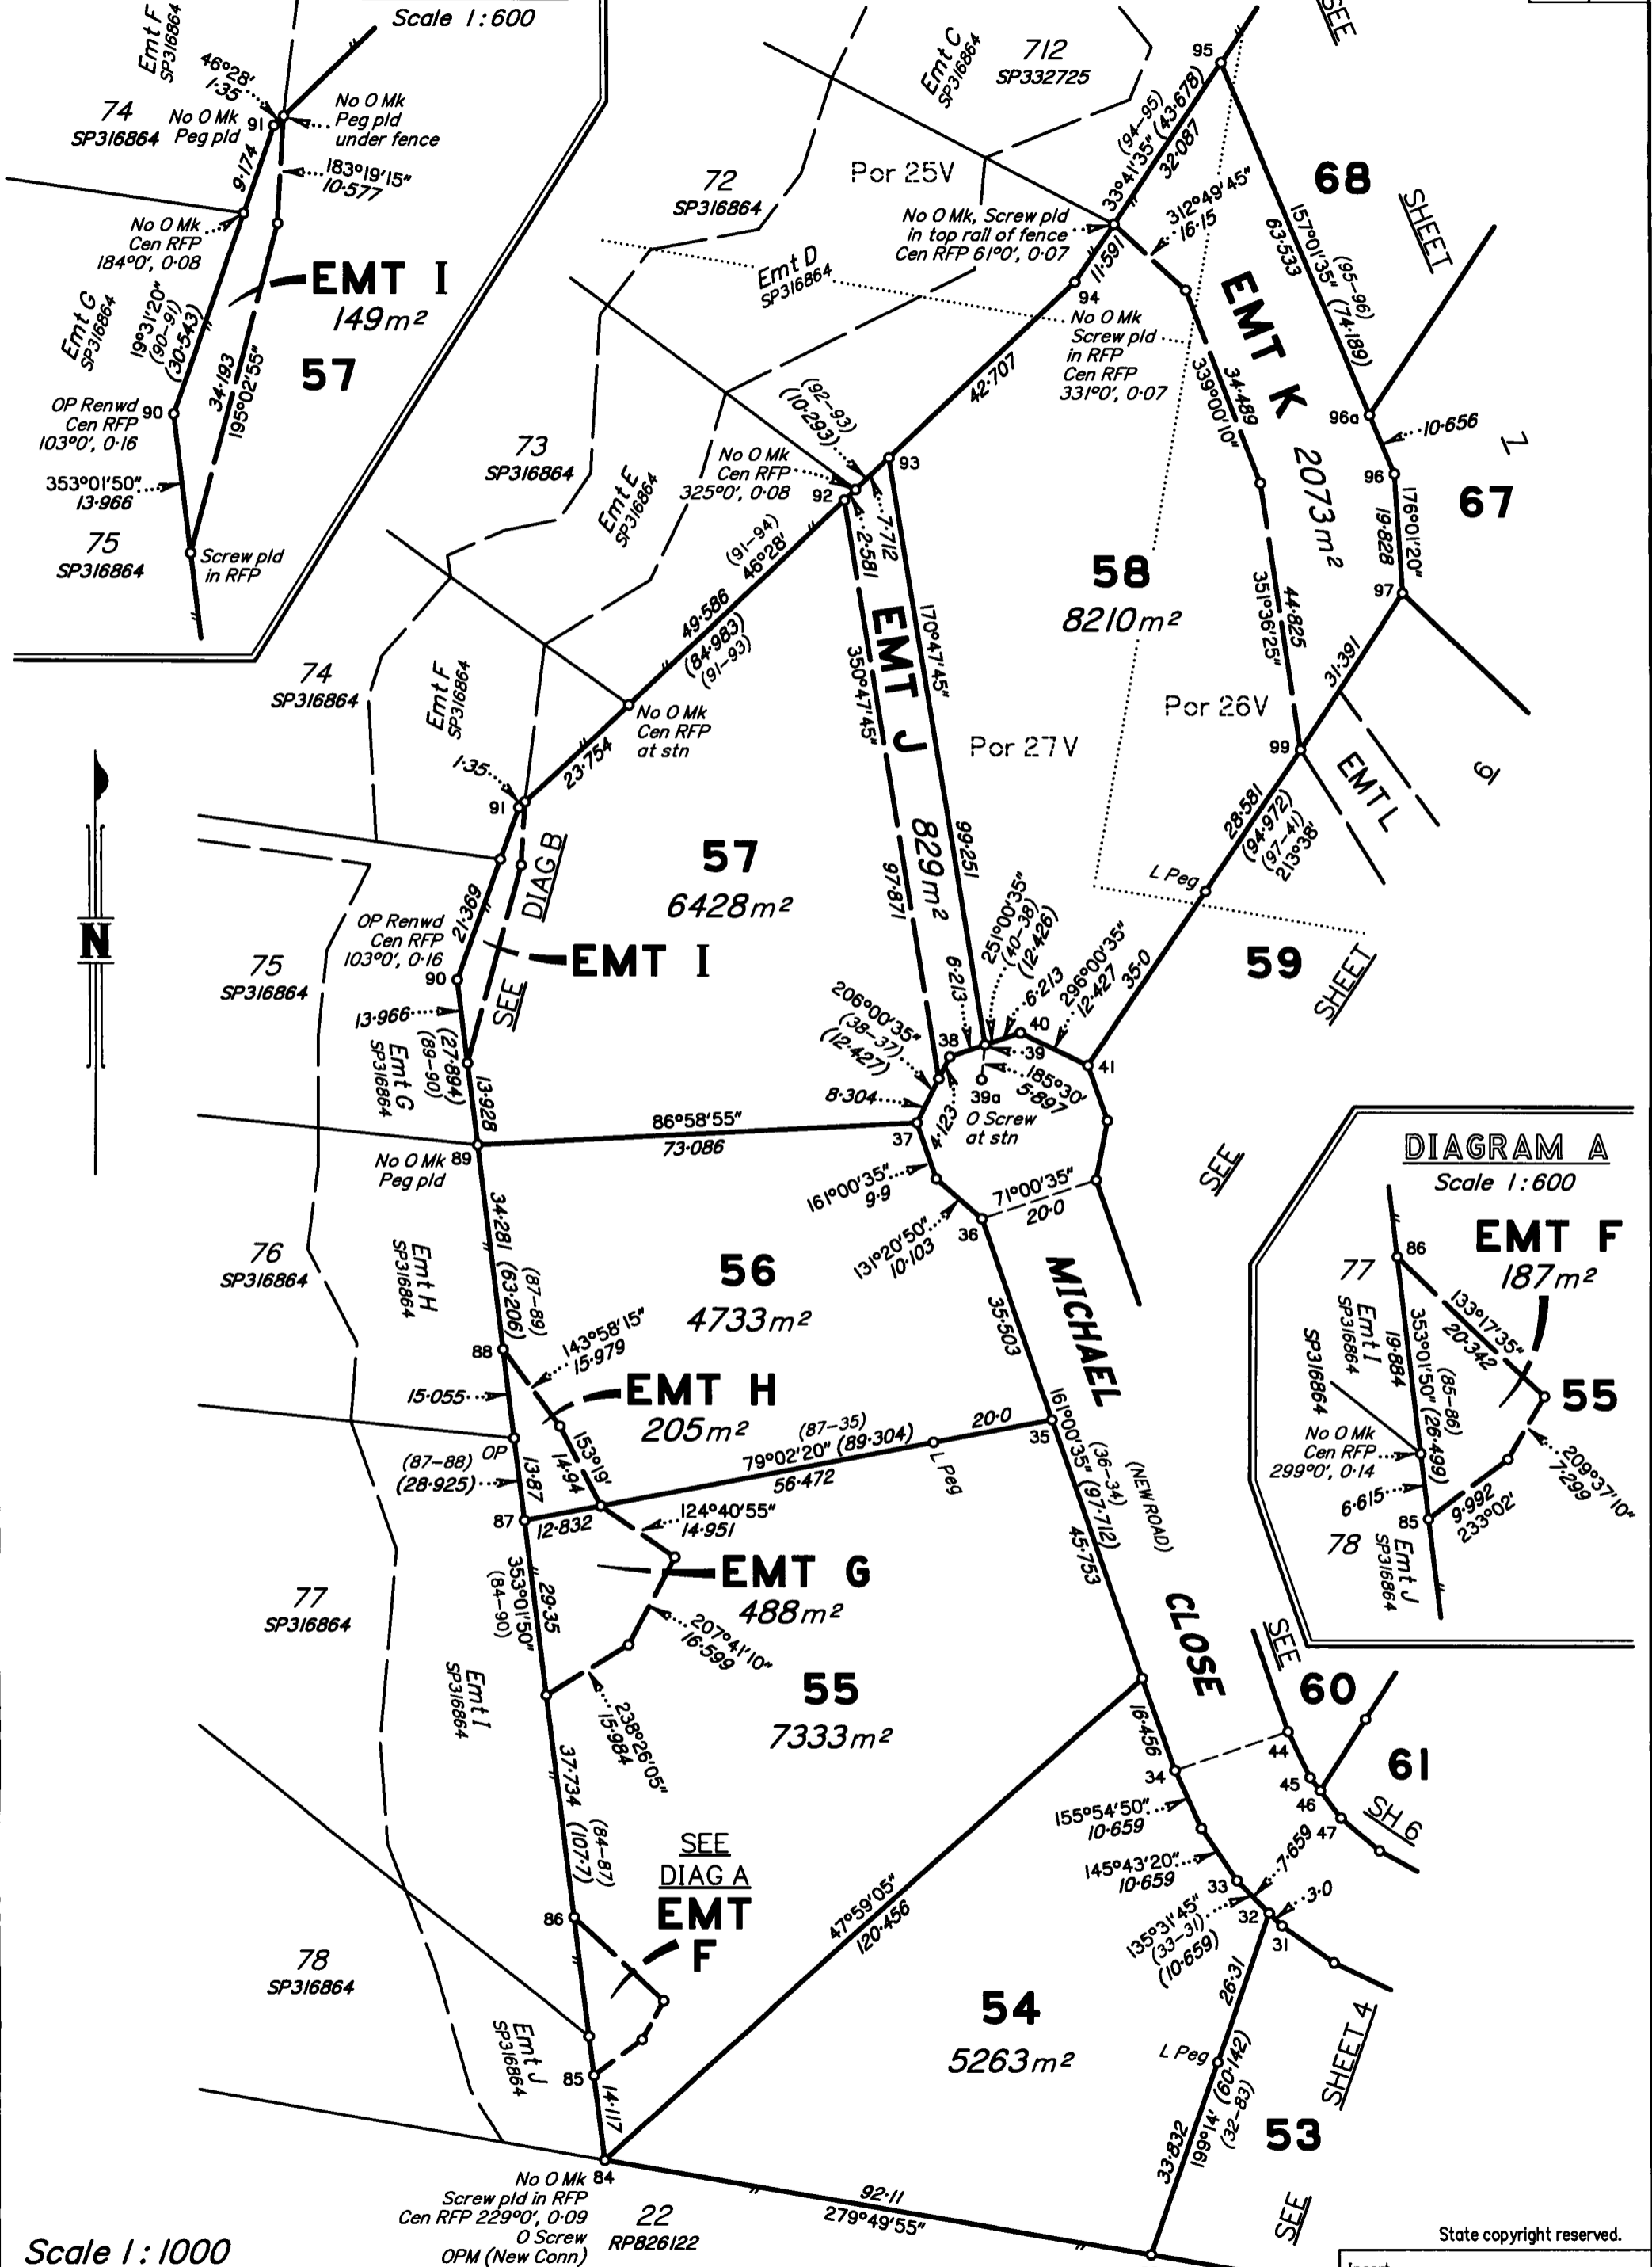 Scale 1:600
Emt F
SP316864
46°28'
1·35
74
SP316864
No O Mk
Peg pld
91
No O Mk
Peg pld
under fence
9·174
183°19'15"
10·577
No O Mk
Cen RFP
184°0', 0·08
EMT I
149m²
57
Emt G
SP316864
19°31'20"
(90-91)
(30·543)
34·193
195°02'55"
OP Renwd
Cen RFP
103°0', 0·16
90
353°01'50"
13·966
75
SP316864
Screw pld
in RFP
Emt C
SP316864
712
SP332725
95
SEE
(94-95)
33°41'35" (43·678)
32·087
72
SP316864
Por 25V
No O Mk, Screw pld
in top rail of fence
Cen RFP 61°0', 0·07
312°49'45"
16·15
11·591
68
157°01'35"
63·533
(95-96)
(74·189)
SHEET
Emt D
SP316864
94
No O Mk
Screw pld
in RFP
Cen RFP
331°0', 0·07
EMT K
2073m²
34·489
339°00'10"
42·707
96a
10·656
7
96
67
176°01'20"
19·828
97
73
SP316864
(92-93)
(10·293)
No O Mk
Cen RFP
325°0', 0·08
93
92
Emt E
SP316864
7·712
2·581
(91-94)
46°28'
49·586
(84·983)
(91-93)
EMT J
829m²
170°47'45"
99·251
350°47'45"
97·871
58
8210m²
44·825
351°36'25"
31·391
Por 26V
Por 27V
99
EMT L
6
74
SP316864
Emt F
SP316864
No O Mk
Cen RFP
at stn
23·754
1·35
91
DIAG B
SEE
57
6428m²
28·581
(94·972)
(97-41)
213°38'
L Peg
35·0
59
SHEET
SEE
21·369
OP Renwd
Cen RFP
103°0', 0·16
90
EMT I
75
SP316864
13·966
(27·894)
(89-90)
Emt G
SP316864
13·928
6·213
251°00'35"
(40-38)
(12·426)
6·213
296°00'35"
12·427
206°00'35"
(38-37)
(12·427)
38
40
39
41
39a
185°30'
5·897
O Screw
at stn
8·304
4·123
37
86°58'55"
73·086
No O Mk
Peg pld
89
161°00'35"
9·9
131°20'50"
10·103
71°00'35"
20·0
36
DIAGRAM A
Scale 1:600
86
EMT F
187m²
77
Emt I
SP316864
133°17'35"
20·342
SP316864
19·884
353°01'50"
(85-86)
(26·499)
55
No O Mk
Cen RFP
299°0', 0·14
209°37'10"
7·299
6·615
85
9·992
233°02'
78
Emt J
SP316864
34·281
(63·206)
(87-89)
76
SP316864
Emt H
SP316864
56
4733m²
35·503
MICHAEL
CLOSE
(NEW ROAD)
88
143°58'15"
15·979
EMT H
205m²
15·055
OP
(87-88)
(28·925)
13·87
153°19'
14·94
(87-35)
79°02'20" (89·304)
56·472
20·0
35
L Peg
161°00'35"
(36-34)
(97·712)
45·753
87
12·832
124°40'55"
14·951
EMT G
488m²
353°01'50"
(84-90)
29·35
77
SP316864
Emt I
SP316864
207°41'10"
16·599
238°26'05"
15·984
55
7333m²
37·734
(107·7)
(84-87)
SEE
DIAG A
EMT
F
86
78
SP316864
Emt J
SP316864
85
14·117
47°59'05"
120·456
16·456
34
SEE
60
44
61
45
46
47
SH 6
155°54'50"
10·659
145°43'20"
10·659
33
7·659
3·0
32
31
135°31'45"
(33-31)
(10·659)
26·31
54
5263m²
L Peg
199°14' (60·142)
(32-83)
33·832
SHEET 4
53
SEE
No O Mk 84
Screw pld in RFP
Cen RFP 229°0', 0·09
O Screw
OPM (New Conn)
22
RP826122
92·11
279°49'55"
N
Scale 1:1000
State copyright reserved.